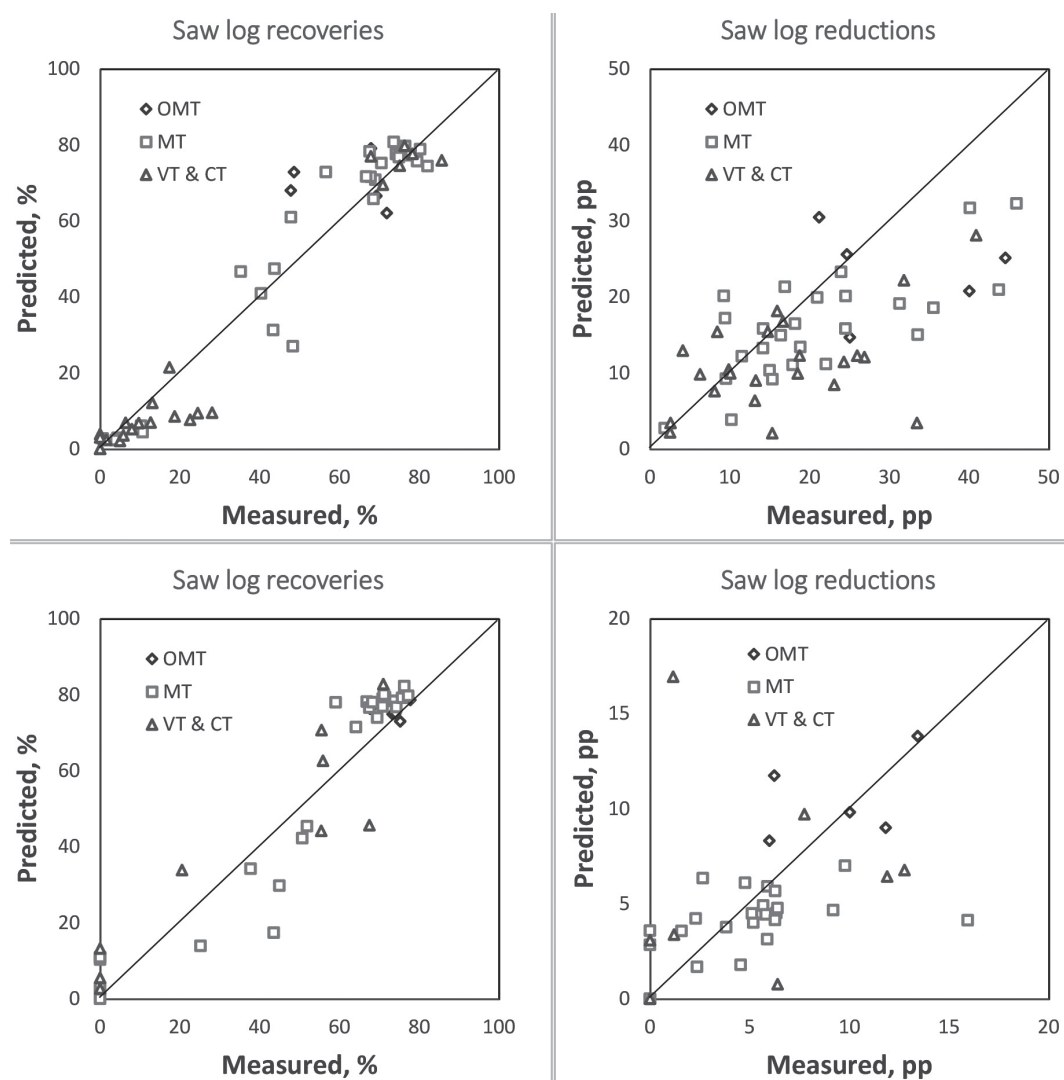 Saw log recoveries
100
80
60
40
20
0
0 20 40 60 80 100
Predicted, %
Measured, %
OMT
MT
VT & CT
Saw log reductions
50
40
30
20
10
0
0 10 20 30 40 50
Predicted, pp
Measured, pp
OMT
MT
VT & CT
Saw log recoveries
100
80
60
40
20
0
0 20 40 60 80 100
Predicted, %
Measured, %
OMT
MT
VT & CT
Saw log reductions
20
15
10
5
0
0 5 10 15 20
Predicted, pp
Measured, pp
OMT
MT
VT & CT